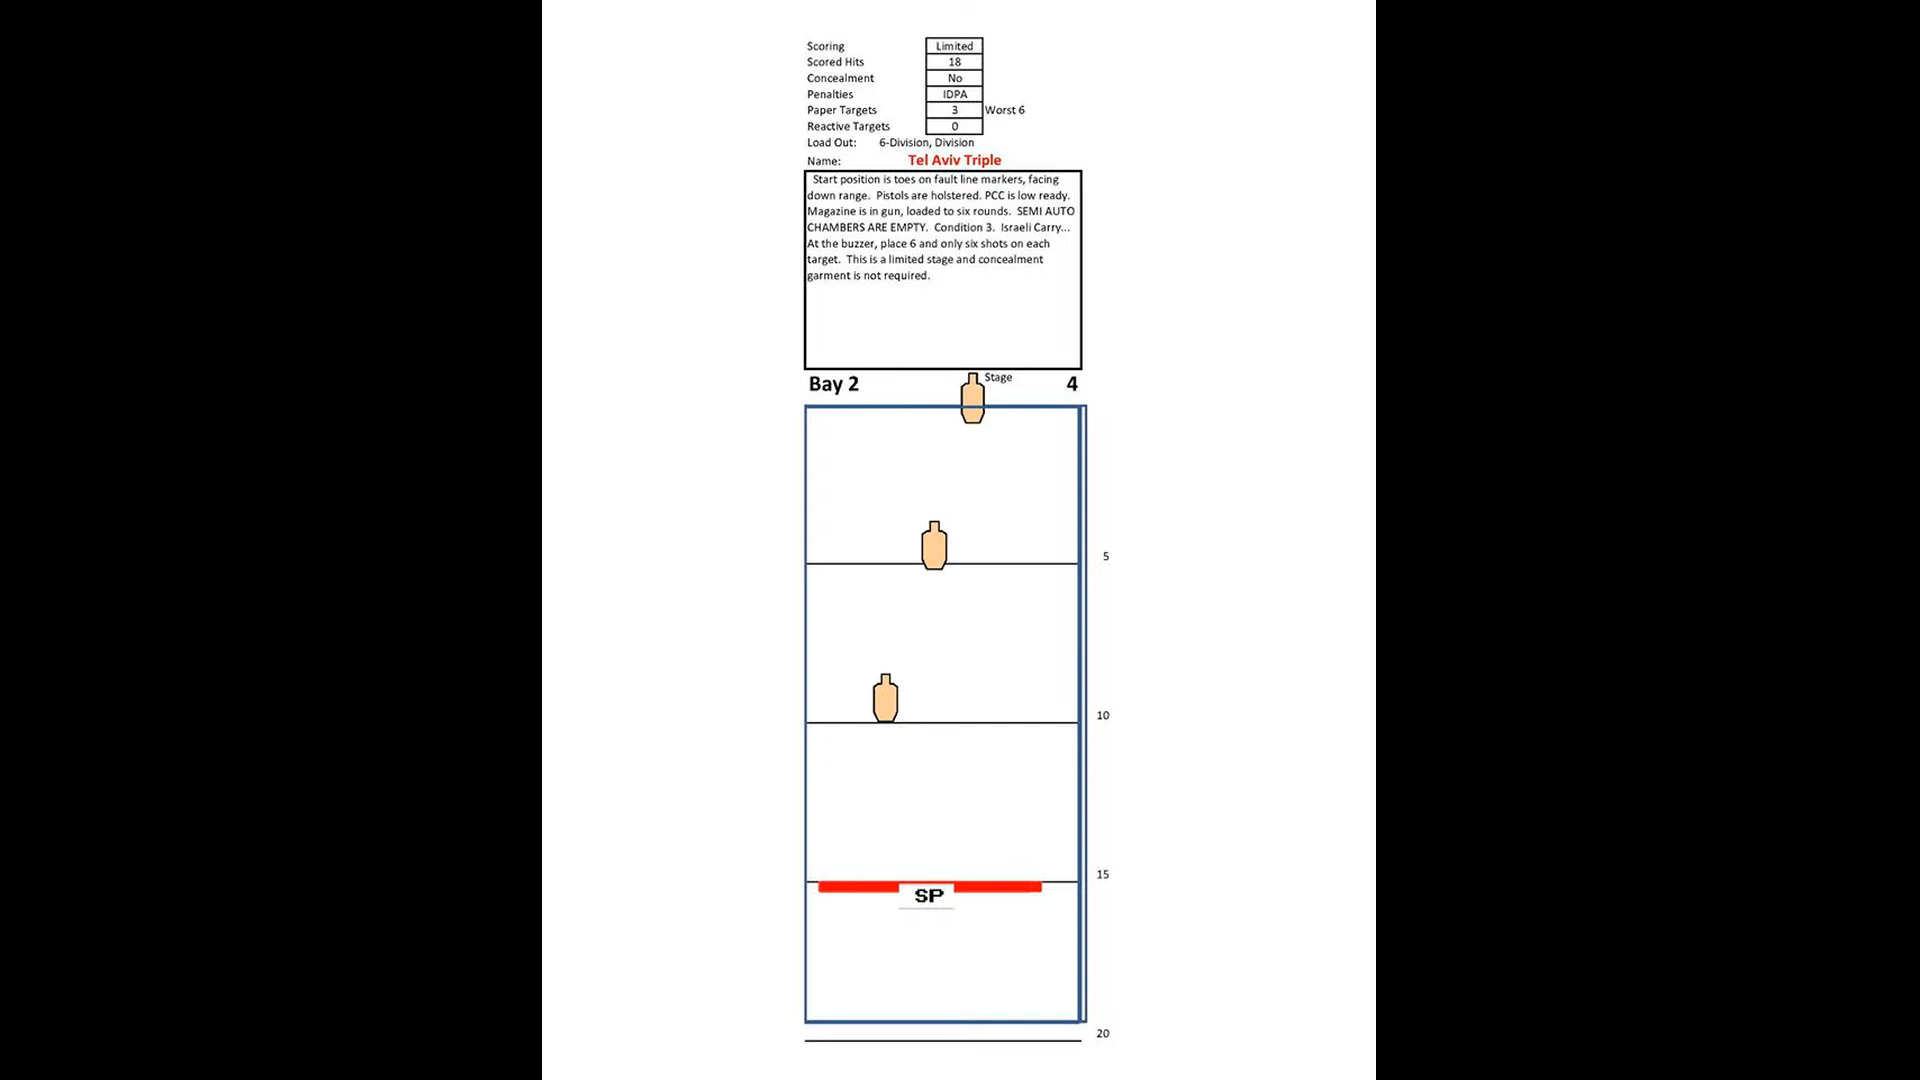 Scoring Limited
Scored Hits 18
Concealment No
Penalties IDPA
Paper Targets 3 Worst 6
Reactive Targets 0
Load Out: 6-Division, Division
Name: Tel Aviv Triple
Start position is toes on fault line markers, facing
down range. Pistols are holstered. PCC is low ready.
Magazine is in gun, loaded to six rounds. SEMI AUTO
CHAMBERS ARE EMPTY. Condition 3. Israeli Carry...
At the buzzer, place 6 and only six shots on each
target. This is a limited stage and concealment
garment is not required.
Bay 2 Stage 4
5
10
15
SP
20